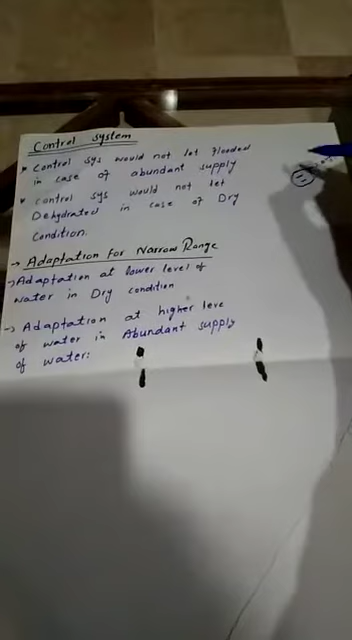 Control System
* Control sys would not let flooded
in case of abundant supply
* control sys would not let
Dehydrated in case of Dry
Condition.
→ Adaptation For Narrow Range
→ Adaptation at lower level of
water in Dry condition
→ Adaptation at higher leve
of water in Abundant supply
of water: